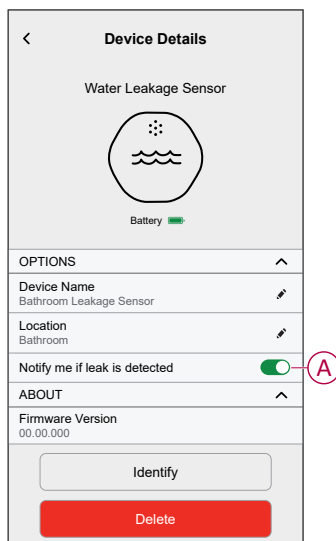 Device Details
Water Leakage Sensor
Battery
OPTIONS
Device Name
Bathroom Leakage Sensor
Location
Bathroom
Notify me if leak is detected
A
ABOUT
Firmware Version
00.00.000
Identify
Delete